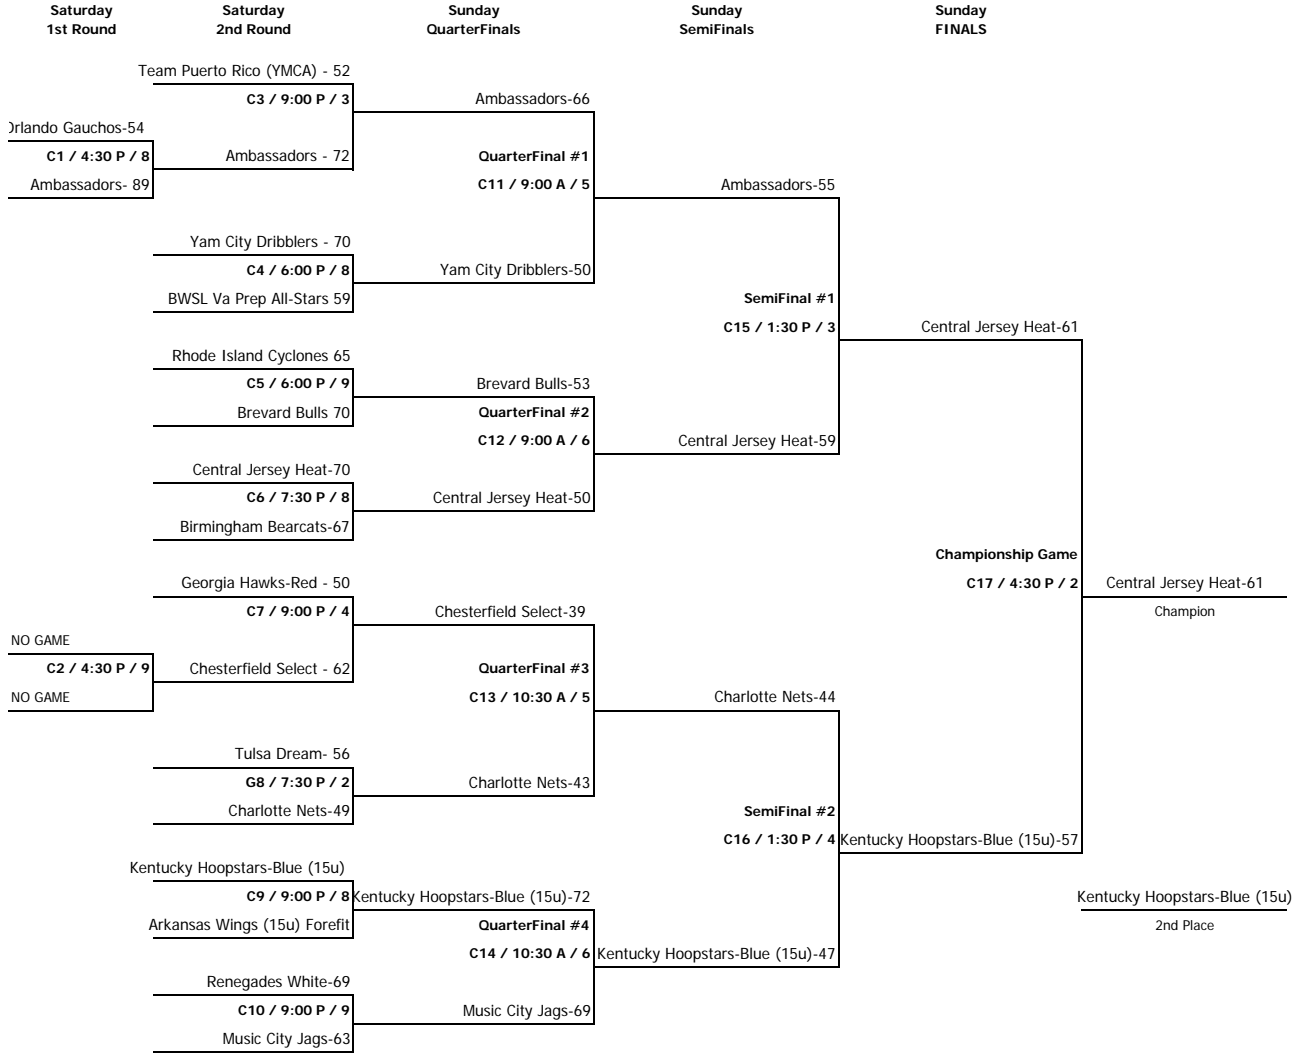 Saturday
1st Round
Saturday
2nd Round
Sunday
QuarterFinals
Sunday
SemiFinals
Sunday
FINALS
Team Puerto Rico (YMCA) - 52
C3 / 9:00 P / 3
Ambassadors-66
Orlando Gauchos-54
C1 / 4:30 P / 8
Ambassadors - 72
QuarterFinal #1
Ambassadors- 89
C11 / 9:00 A / 5
Ambassadors-55
Yam City Dribblers - 70
C4 / 6:00 P / 8
Yam City Dribblers-50
BWSL Va Prep All-Stars 59
SemiFinal #1
C15 / 1:30 P / 3
Central Jersey Heat-61
Rhode Island Cyclones 65
C5 / 6:00 P / 9
Brevard Bulls-53
Brevard Bulls 70
QuarterFinal #2
C12 / 9:00 A / 6
Central Jersey Heat-59
Central Jersey Heat-70
C6 / 7:30 P / 8
Central Jersey Heat-50
Birmingham Bearcats-67
Championship Game
Georgia Hawks-Red - 50
C17 / 4:30 P / 2
Central Jersey Heat-61
C7 / 9:00 P / 4
Chesterfield Select-39
Champion
NO GAME
C2 / 4:30 P / 9
Chesterfield Select - 62
QuarterFinal #3
NO GAME
C13 / 10:30 A / 5
Charlotte Nets-44
Tulsa Dream- 56
G8 / 7:30 P / 2
Charlotte Nets-43
Charlotte Nets-49
SemiFinal #2
C16 / 1:30 P / 4
Kentucky Hoopstars-Blue (15u)-57
Kentucky Hoopstars-Blue (15u)
C9 / 9:00 P / 8
Kentucky Hoopstars-Blue (15u)-72
Kentucky Hoopstars-Blue (15u)
Arkansas Wings (15u) Forefit
QuarterFinal #4
2nd Place
C14 / 10:30 A / 6
Kentucky Hoopstars-Blue (15u)-47
Renegades White-69
C10 / 9:00 P / 9
Music City Jags-69
Music City Jags-63